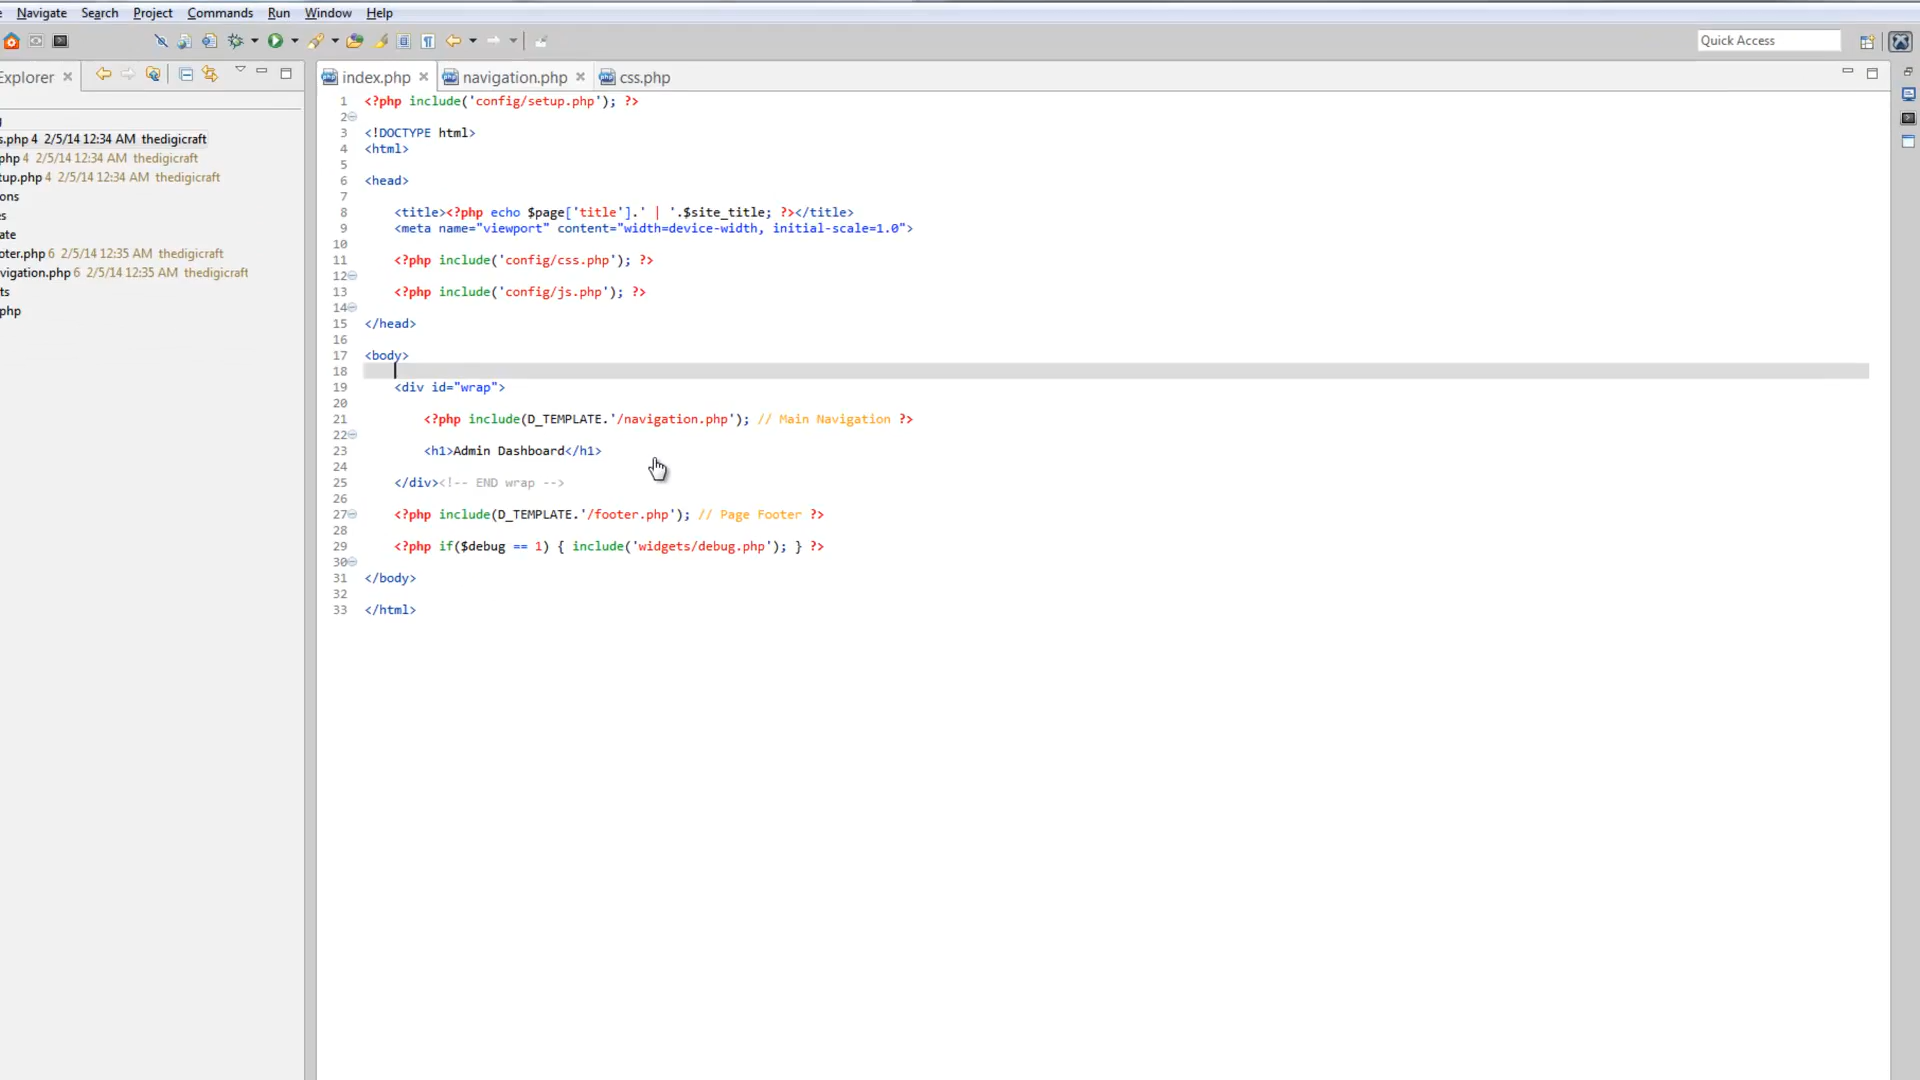 Navigate Search Project Commands Run Window Help
Quick Access
Explorer
index.php navigation.php css.php
s.php 4 2/5/14 12:34 AM thedigicraft
php 4 2/5/14 12:34 AM thedigicraft
tup.php 4 2/5/14 12:34 AM thedigicraft
ons
es
ate
oter.php 6 2/5/14 12:35 AM thedigicraft
vigation.php 6 2/5/14 12:35 AM thedigicraft
ts
php
1 <?php include('config/setup.php'); ?>
2
3 <!DOCTYPE html>
4 <html>
5
6 <head>
7
8 <title><?php echo $page['title'].' | '.$site_title; ?></title>
9 <meta name="viewport" content="width=device-width, initial-scale=1.0">
10
11 <?php include('config/css.php'); ?>
12
13 <?php include('config/js.php'); ?>
14
15 </head>
16
17 <body>
18
19 <div id="wrap">
20
21 <?php include(D_TEMPLATE.'/navigation.php'); // Main Navigation ?>
22
23 <h1>Admin Dashboard</h1>
24
25 </div><!-- END wrap -->
26
27 <?php include(D_TEMPLATE.'/footer.php'); // Page Footer ?>
28
29 <?php if($debug == 1) { include('widgets/debug.php'); } ?>
30
31 </body>
32
33 </html>